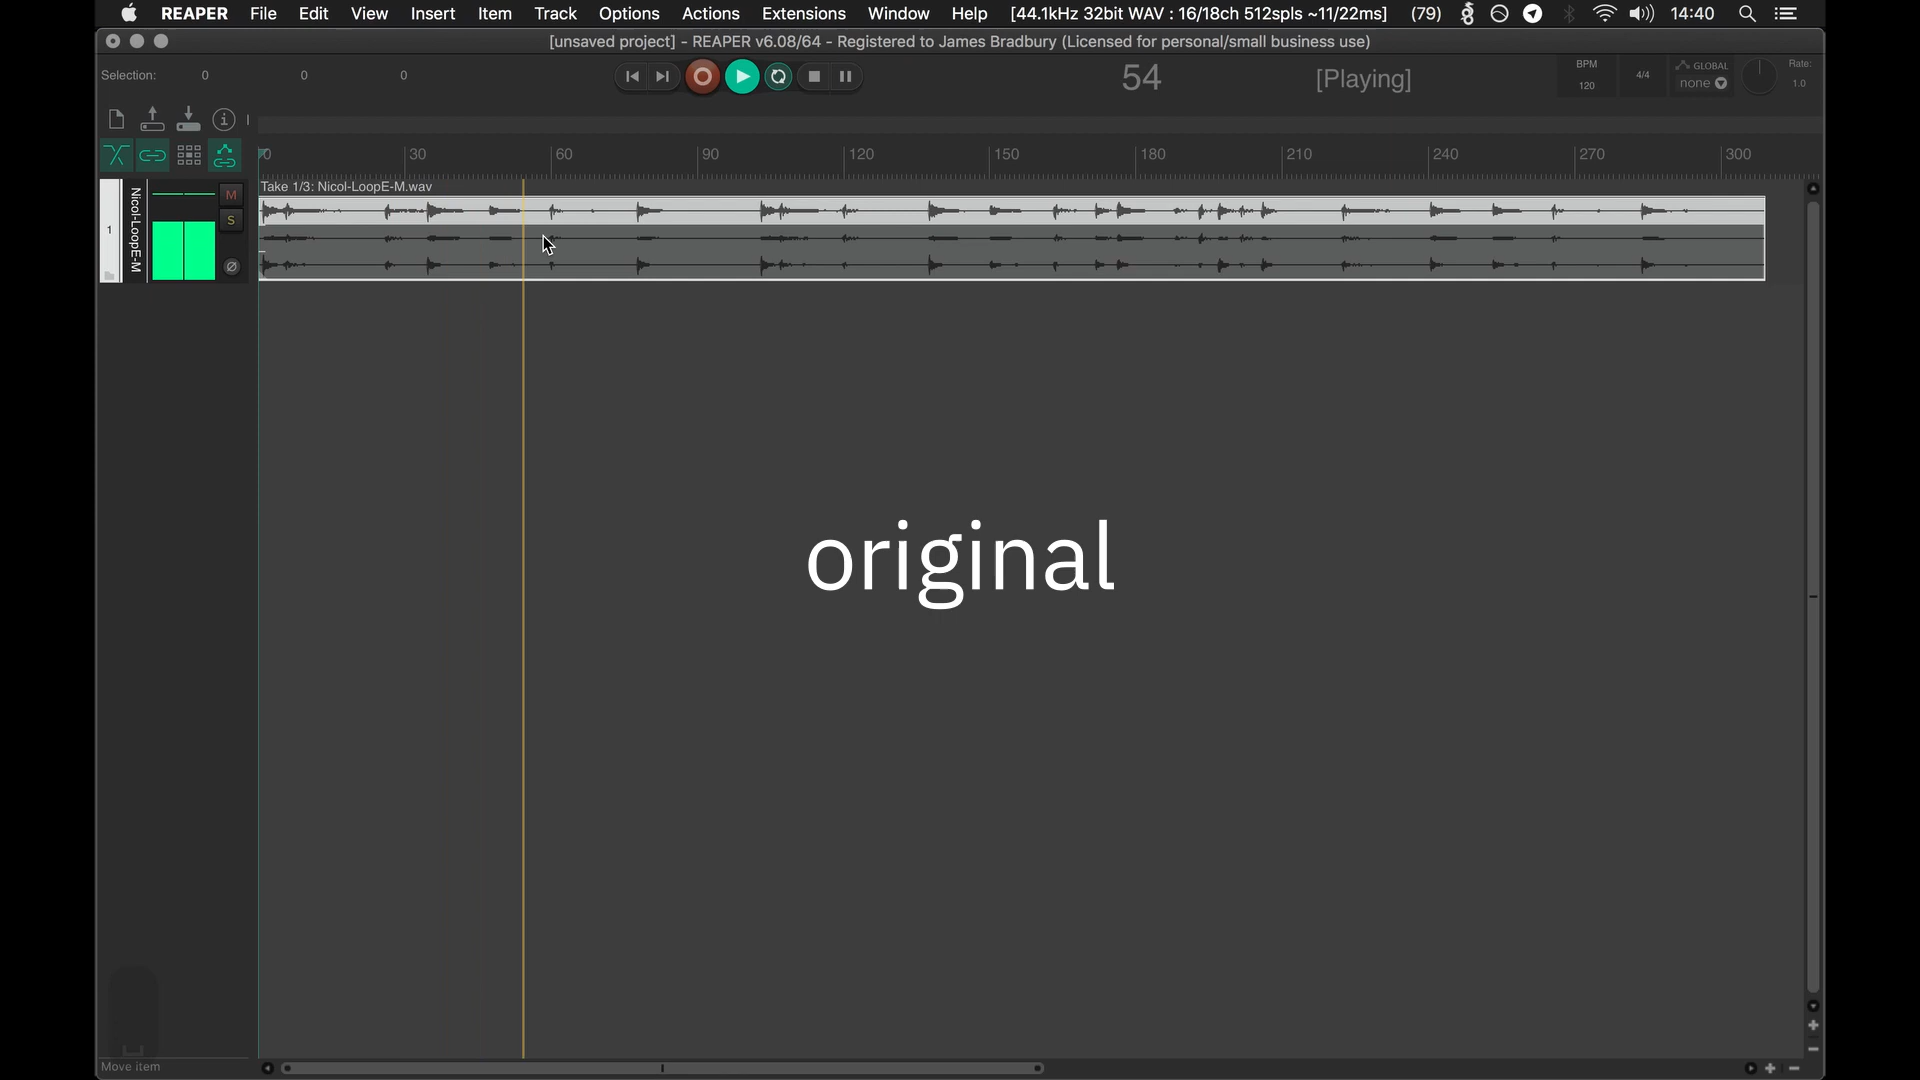 REAPER File Edit View Insert Item Track Options Actions Extensions Window Help [44.1kHz 32bit WAV : 16/18ch 512spls ~11/22ms] (79) 14:40
[unsaved project] - REAPER v6.08/64 - Registered to James Bradbury (Licensed for personal/small business use)
Selection: 0 0 0 54 [Playing] BPM 120 4/4 GLOBAL none Rate: 1.0
0 30 60 90 120 150 180 210 240 270 300
Take 1/3: Nicol-LoopE-M.wav
1 Nicol-LoopE-M M S
original
Move item